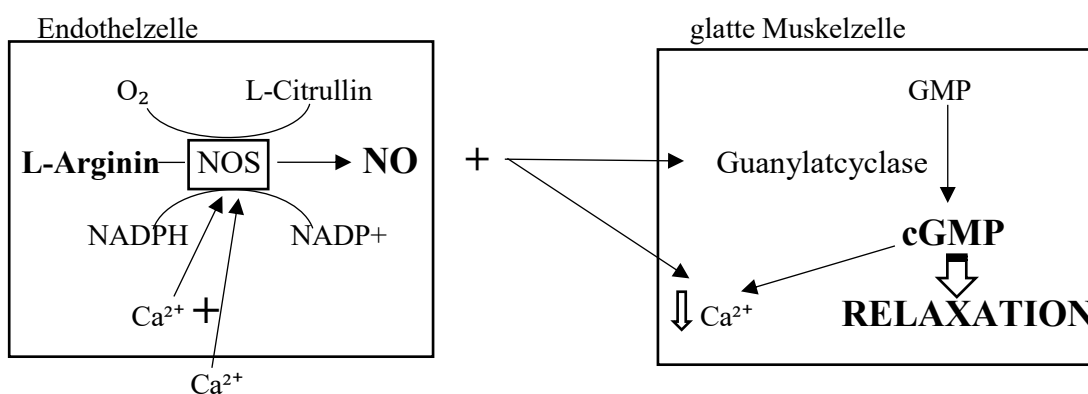 Endothelzelle
O₂
L-Citrullin
L-Arginin
NOS
NO
NADPH
NADP+
Ca²⁺ +
Ca²⁺
+
glatte Muskelzelle
GMP
Guanylatcyclase
cGMP
Ca²⁺
RELAXATION